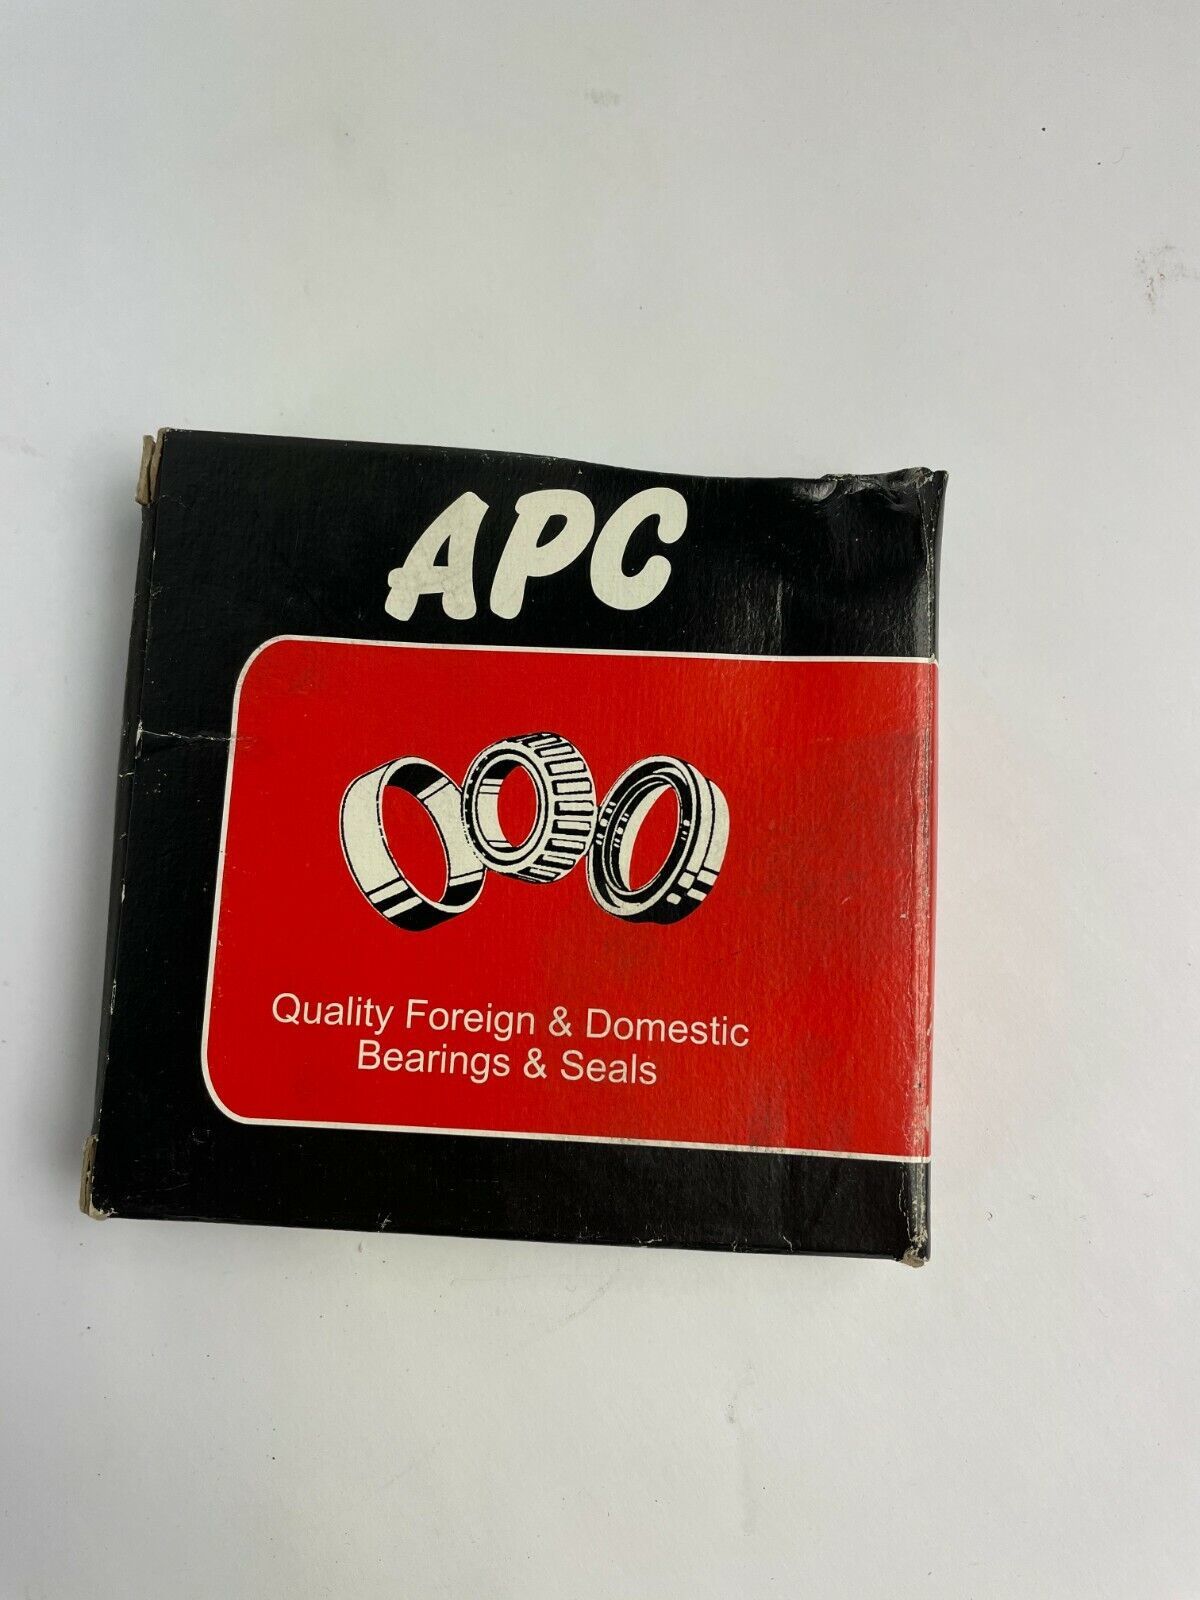 APC
Quality Foreign & Domestic
Bearings & Seals